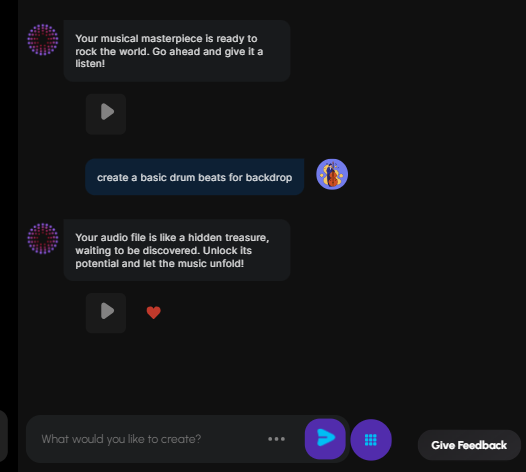 Your musical masterpiece is ready to
rock the world. Go ahead and give it a
listen!
create a basic drum beats for backdrop
Your audio file is like a hidden treasure,
waiting to be discovered. Unlock its
potential and let the music unfold!
What would you like to create?
Give Feedback